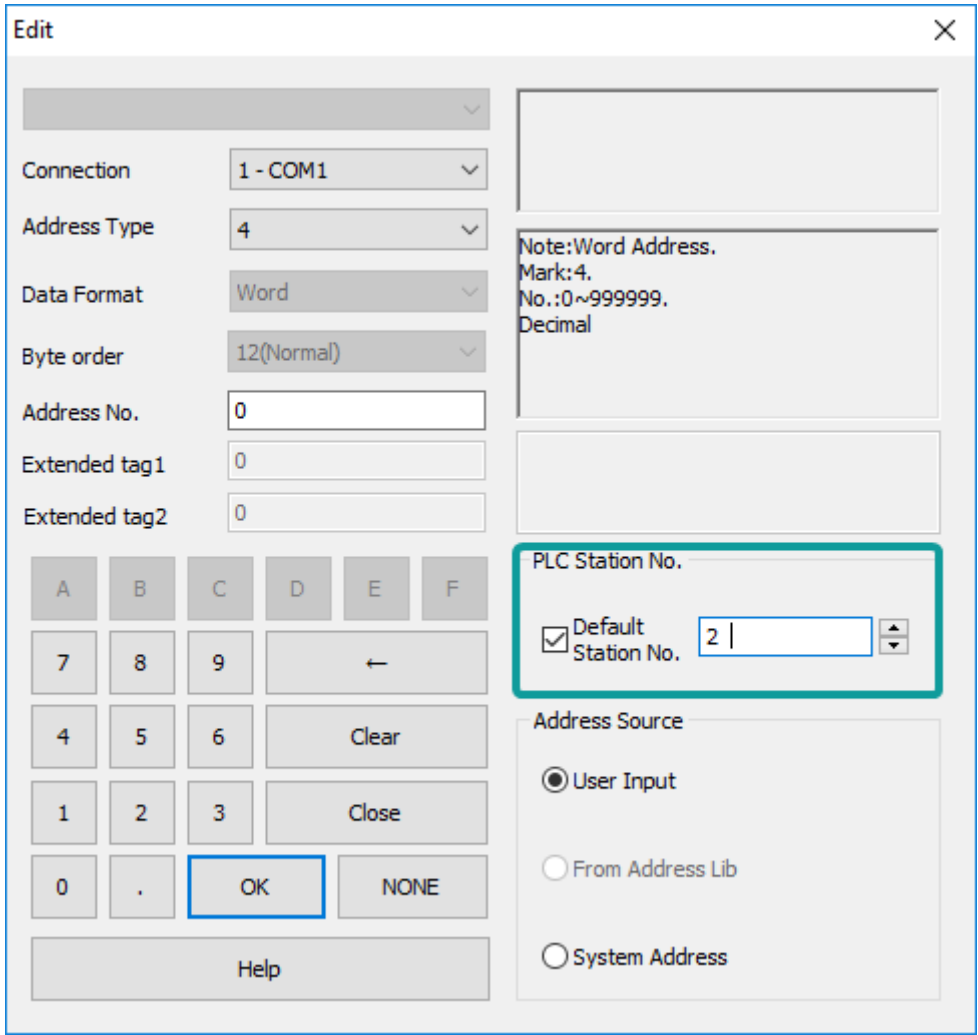 Edit
Connection
1 - COM1
Address Type
4
Data Format
Word
Byte order
12(Normal)
Address No.
0
Extended tag1
0
Extended tag2
0
A B C D E F
7 8 9 ←
4 5 6 Clear
1 2 3 Close
0 . OK NONE
Help
Note:Word Address.
Mark:4.
No.:0~999999.
Decimal
PLC Station No.
Default
Station No.
2
Address Source
User Input
From Address Lib
System Address